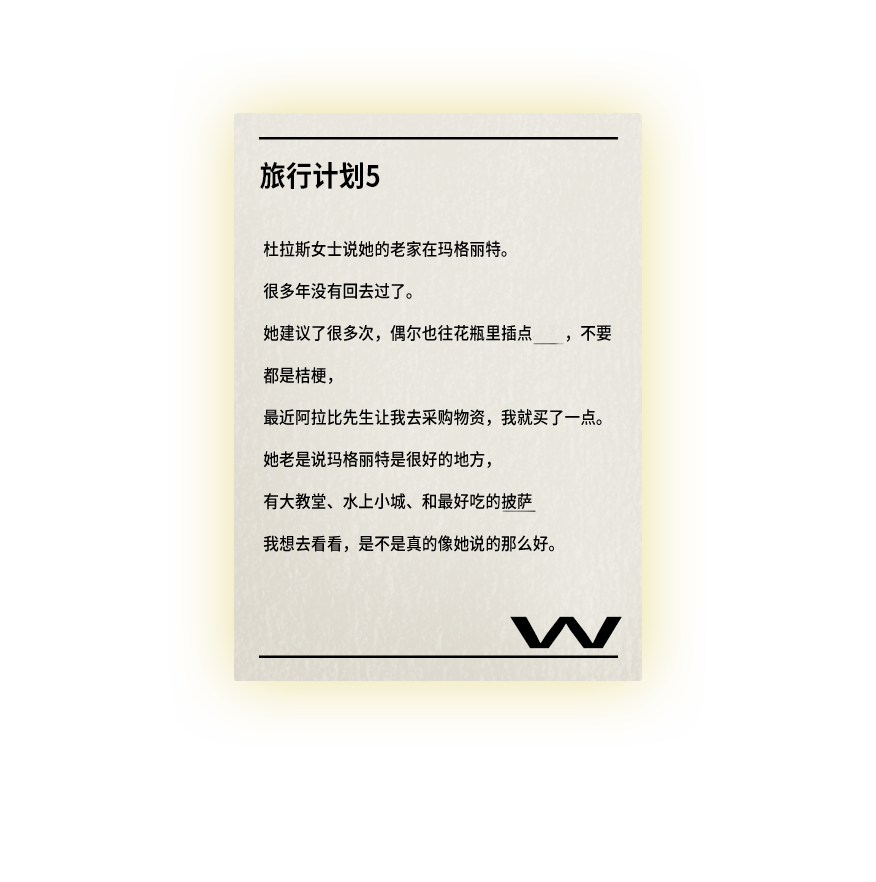 旅行计划5
杜拉斯女士说她的老家在玛格丽特。
很多年没有回去过了。
她建议了很多次，偶尔也往花瓶里插点___，不要
都是桔梗，
最近阿拉比先生让我去采购物资，我就买了一点。
她老是说玛格丽特是很好的地方，
有大教堂、水上小城、和最好吃的披萨
我想去看看，是不是真的像她说的那么好。
W